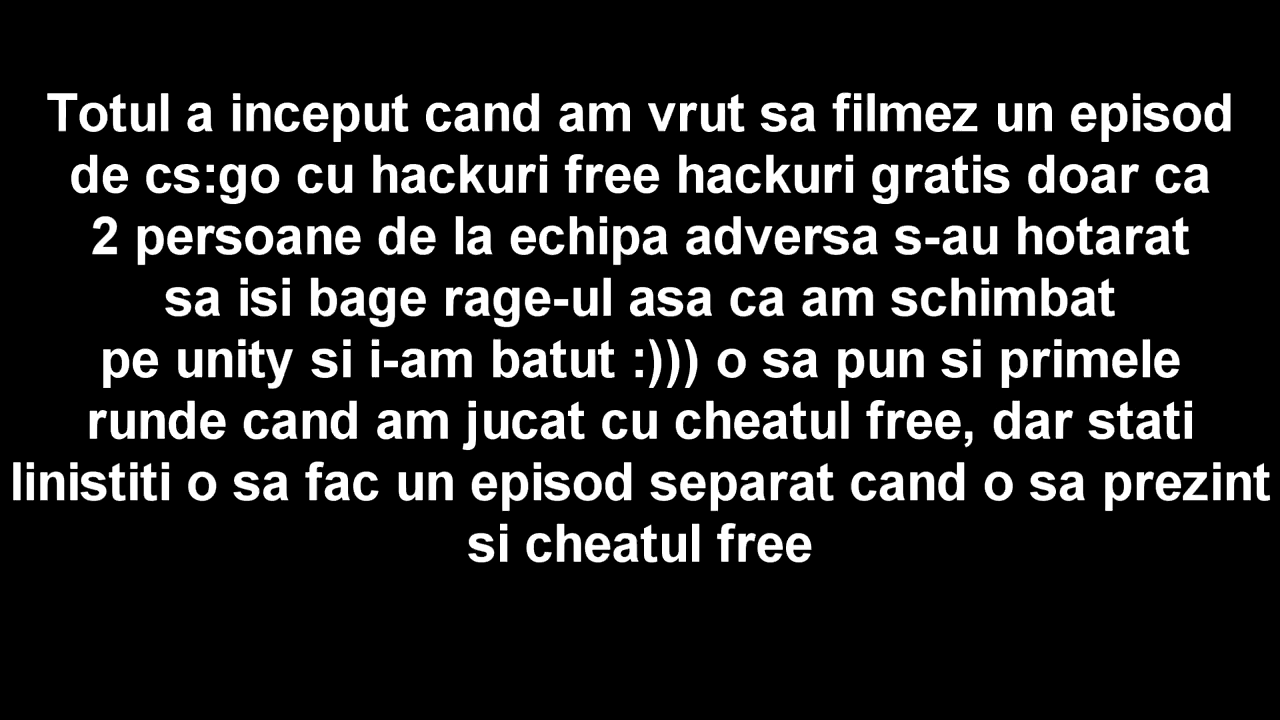 Totul a inceput cand am vrut sa filmez un episod
de cs:go cu hackuri free hackuri gratis doar ca
2 persoane de la echipa adversa s-au hotarat
sa isi bage rage-ul asa ca am schimbat
pe unity si i-am batut :))) o sa pun si primele
runde cand am jucat cu cheatul free, dar stati
linistiti o sa fac un episod separat cand o sa prezint
si cheatul free